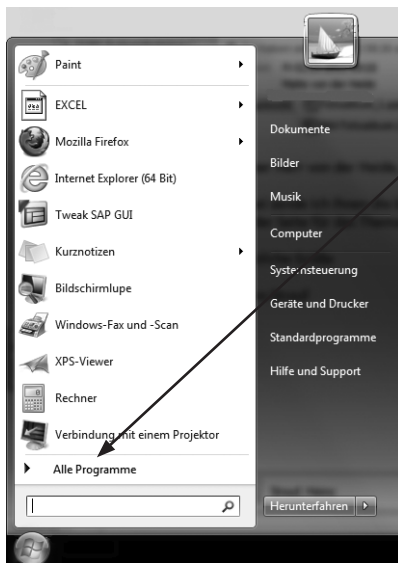 Paint
EXCEL
Mozilla Firefox
Internet Explorer (64 Bit)
Tweak SAP GUI
Kurznotizen
Bildschirmlupe
Windows-Fax und -Scan
XPS-Viewer
Rechner
Verbindung mit einem Projektor
Alle Programme
Dokumente
Bilder
Musik
Computer
Systemsteuerung
Geräte und Drucker
Standardprogramme
Hilfe und Support
Herunterfahren